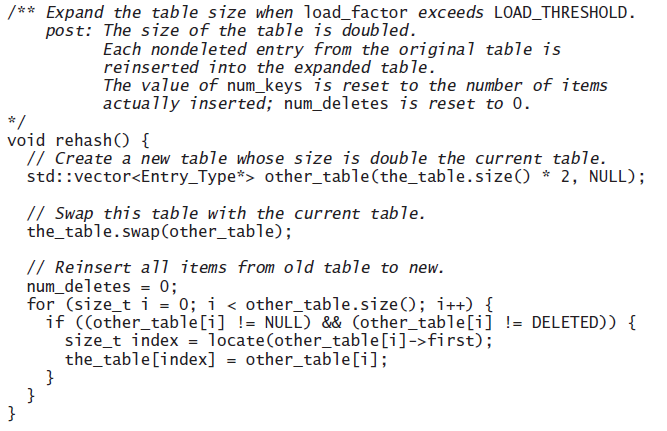 /** Expand the table size when load_factor exceeds LOAD_THRESHOLD.
    post: The size of the table is doubled.
          Each nondeleted entry from the original table is
          reinserted into the expanded table.
          The value of num_keys is reset to the number of items
          actually inserted; num_deletes is reset to 0.
*/
void rehash() {
  // Create a new table whose size is double the current table.
  std::vector<Entry_Type*> other_table(the_table.size() * 2, NULL);

  // Swap this table with the current table.
  the_table.swap(other_table);

  // Reinsert all items from old table to new.
  num_deletes = 0;
  for (size_t i = 0; i < other_table.size(); i++) {
    if ((other_table[i] != NULL) && (other_table[i] != DELETED)) {
      size_t index = locate(other_table[i]->first);
      the_table[index] = other_table[i];
    }
  }
}